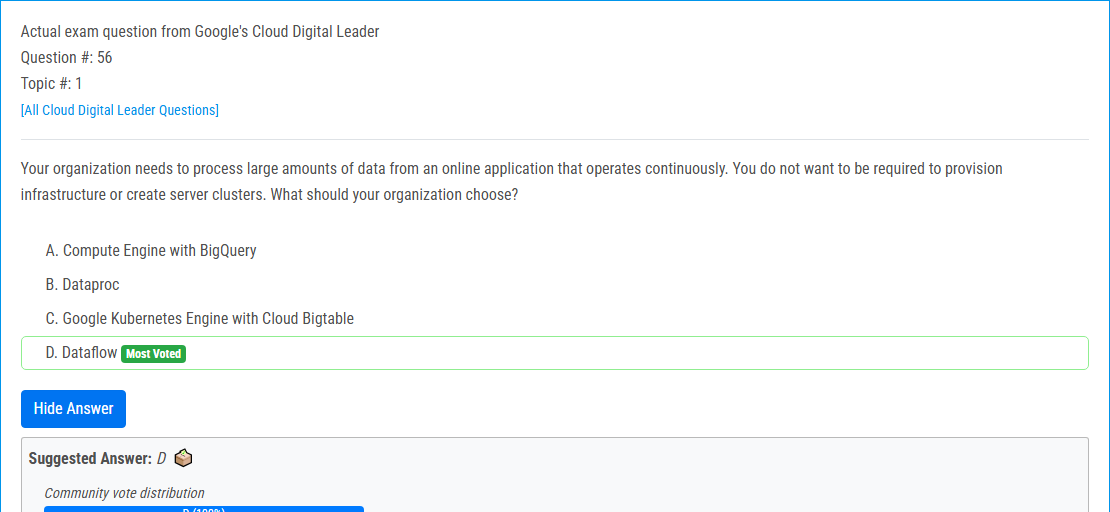 Actual exam question from Google's Cloud Digital Leader
Question #: 56
Topic #: 1
[All Cloud Digital Leader Questions]
Your organization needs to process large amounts of data from an online application that operates continuously. You do not want to be required to provision
infrastructure or create server clusters. What should your organization choose?
A. Compute Engine with BigQuery
B. Dataproc
C. Google Kubernetes Engine with Cloud Bigtable
D. Dataflow Most Voted
Hide Answer
Suggested Answer: D
Community vote distribution
D (100%)